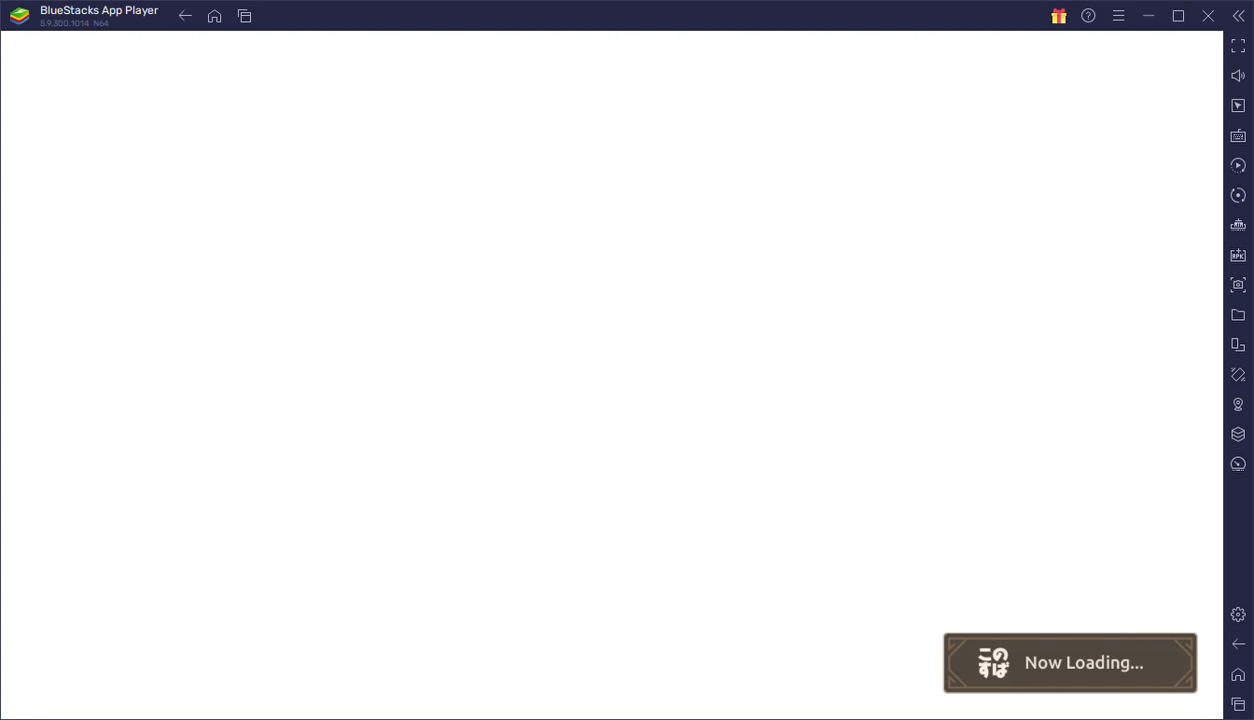 BlueStacks App Player
5.9.300.1014 N64
この
すば
Now Loading...